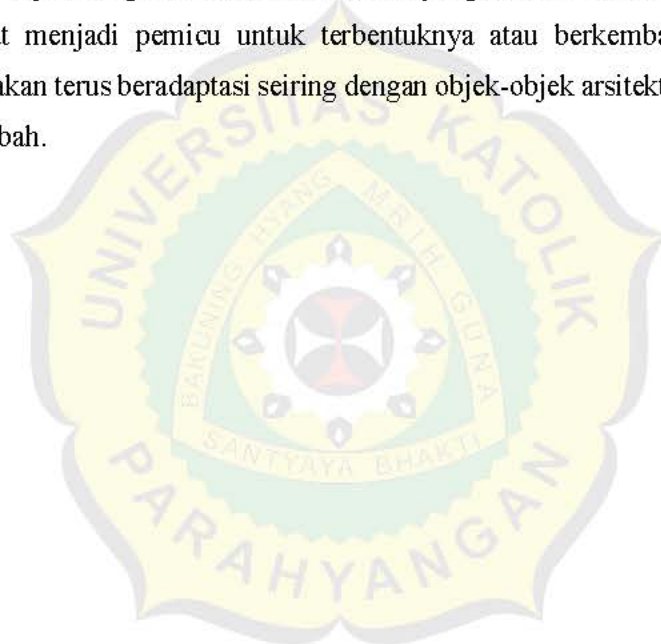 at menjadi pemicu untuk terbentuknya atau berkemba
akan terus beradaptasi seiring dengan objek-objek arsitekt
bah.
UNIVERSITAS KATOLIK
BAKUNING HYANG MRIH GUNA
SANTYAYA BHAKTI
PARAHYANGAN